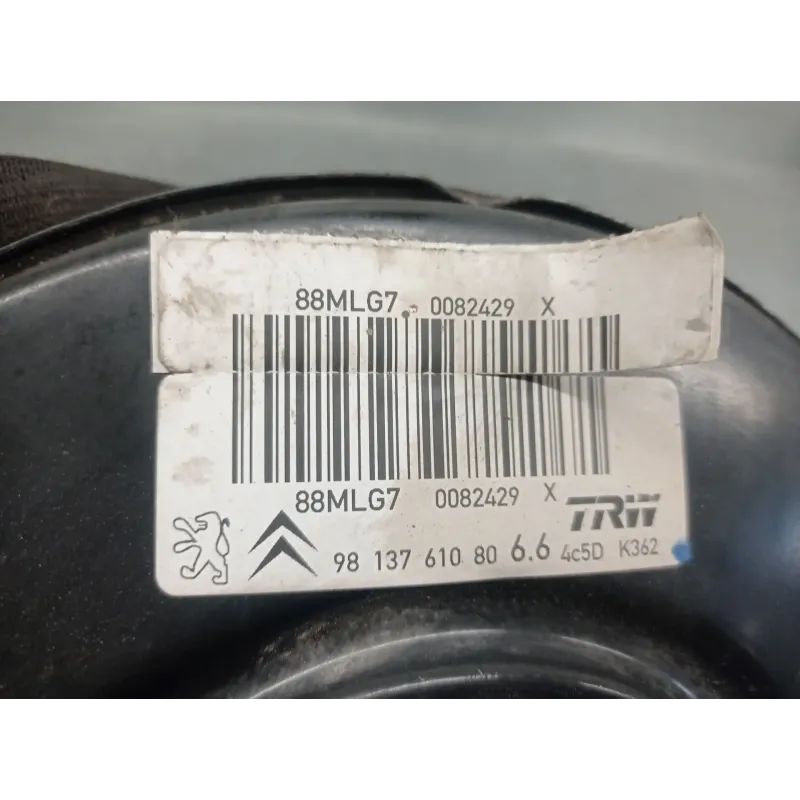 88MLG7 0082429 X
88MLG7 0082429 X
TRW
98 137 610 80 6.6 4c5D K362